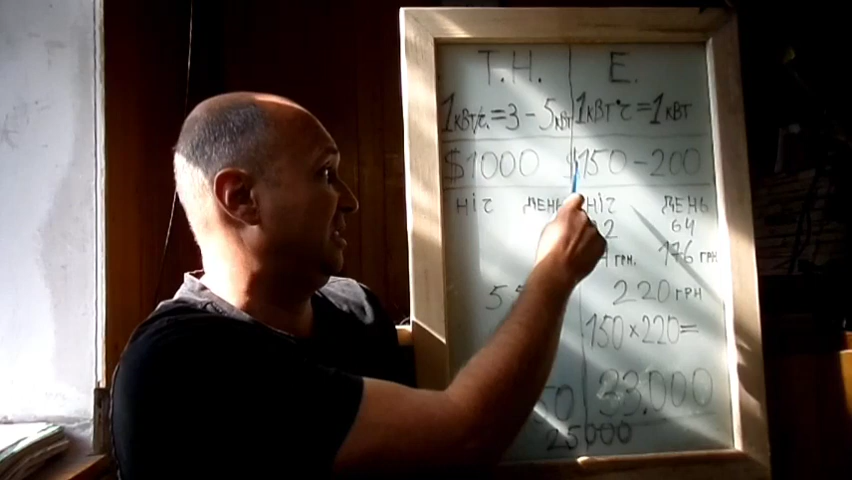 Т.Н. Е.
1кВт/г.=3-5кВт 1кВт*г=1кВт
$1000 $150-200
НІЧ ДЕНЬ НІЧ ДЕНЬ
64
ГРН. 176 ГРН
220 ГРН
150×220=
33.000
25000